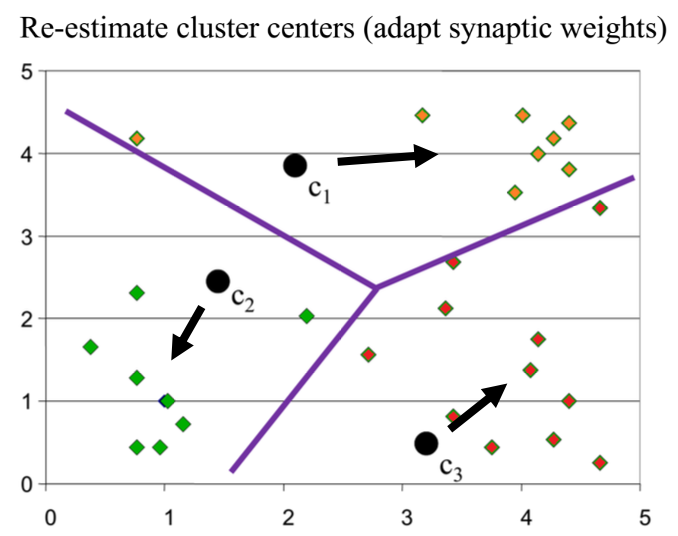 Re-estimate cluster centers (adapt synaptic weights)
5
4
c1
3
c2
2
1
c3
0
0 1 2 3 4 5